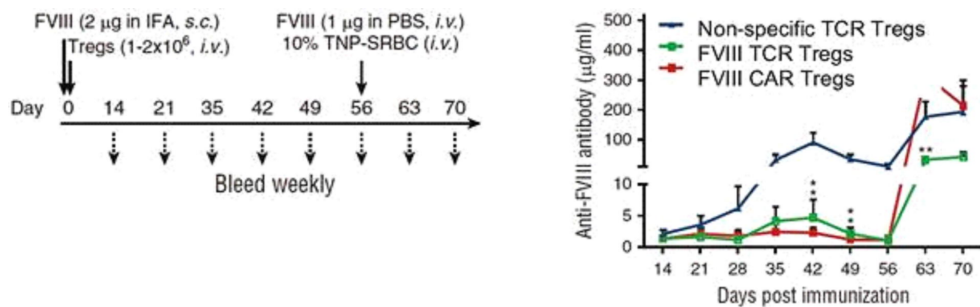 FVIII (2 µg in IFA, s.c.)
Tregs (1-2x10⁶, i.v.)
FVIII (1 µg in PBS, i.v.)
10% TNP-SRBC (i.v.)
Day 0 14 21 35 42 49 56 63 70
Bleed weekly
Anti-FVIII antibody (µg/ml)
500
400
300
200
100
10
5
0
Non-specific TCR Tregs
FVIII TCR Tregs
FVIII CAR Tregs
**
**
**
14 21 28 35 42 49 56 63 70
Days post immunization